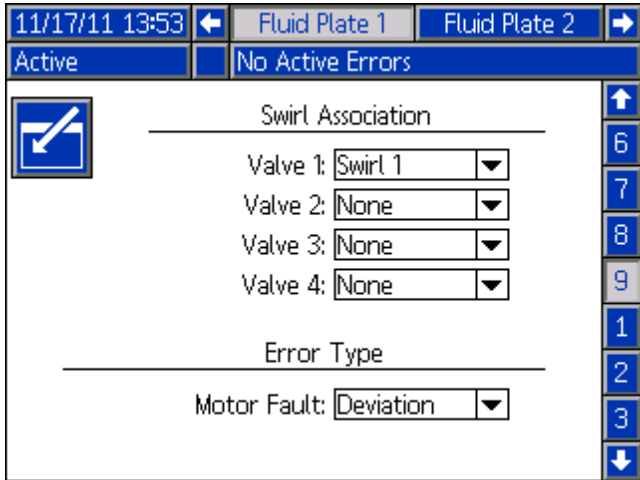 11/17/11 13:53 Fluid Plate 1 Fluid Plate 2
Active No Active Errors
Swirl Association
Valve 1: Swirl 1
Valve 2: None
Valve 3: None
Valve 4: None
Error Type
Motor Fault: Deviation
6
7
8
9
1
2
3